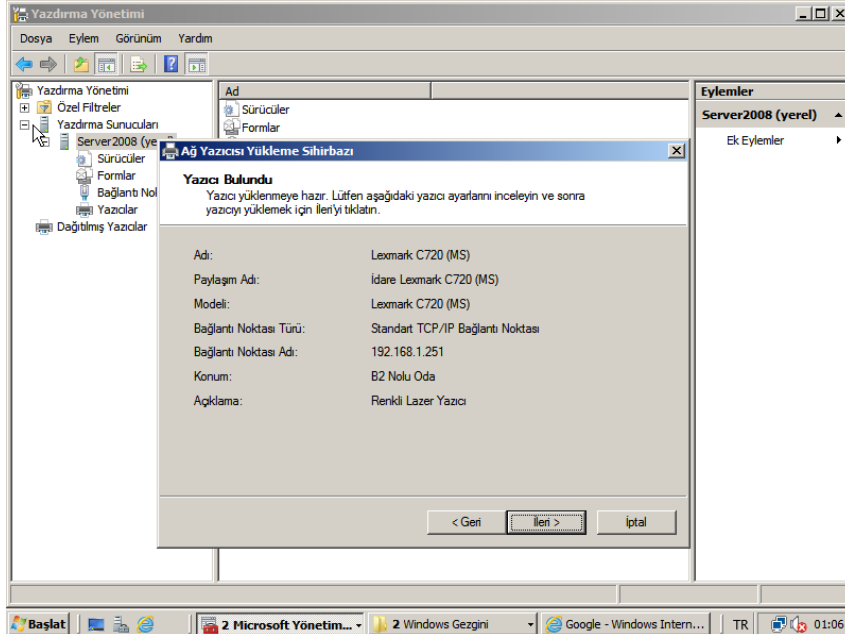 Yazdırma Yönetimi
Dosya Eylem Görünüm Yardım
Yazdırma Yönetimi
Özel Filtreler
Yazdırma Sunucuları
Server2008 (ye
Sürücüler
Formlar
Bağlantı Nol
Yazıcılar
Dağıtılmış Yazıcılar
Ad
Sürücüler
Formlar
Eylemler
Server2008 (yerel)
Ek Eylemler
Ağ Yazıcısı Yükleme Sihirbazı
Yazıcı Bulundu
Yazıcı yüklenmeye hazır. Lütfen aşağıdaki yazıcı ayarlarını inceleyin ve sonra
yazıcıyı yüklemek için İleri'yi tıklatın.
Adı: Lexmark C720 (MS)
Paylaşım Adı: İdare Lexmark C720 (MS)
Modeli: Lexmark C720 (MS)
Bağlantı Noktası Türü: Standart TCP/IP Bağlantı Noktası
Bağlantı Noktası Adı: 192.168.1.251
Konum: B2 Nolu Oda
Açıklama: Renkli Lazer Yazıcı
< Geri İleri > İptal
Başlat 2 Microsoft Yönetim... 2 Windows Gezgini Google - Windows Intern... TR 01:06